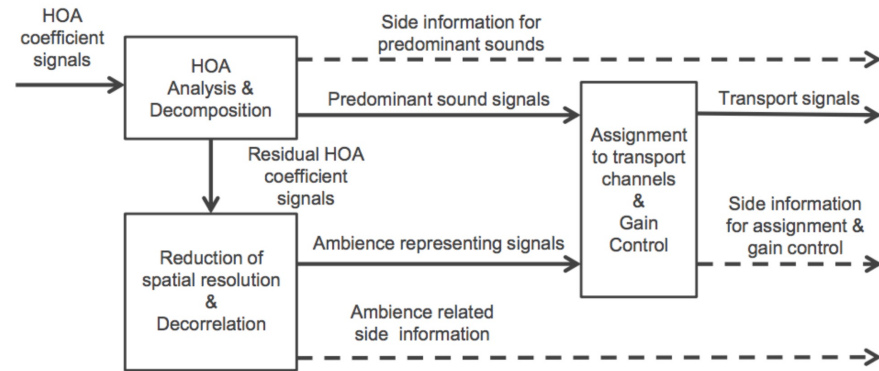 HOA
coefficient
signals
Side information for
predominant sounds
HOA
Analysis &
Decomposition
Predominant sound signals
Transport signals
Assignment
to transport
channels
&
Gain
Control
Residual HOA
coefficient
signals
Side information
for assignment &
gain control
Reduction of
spatial resolution
&
Decorrelation
Ambience representing signals
Ambience related
side information